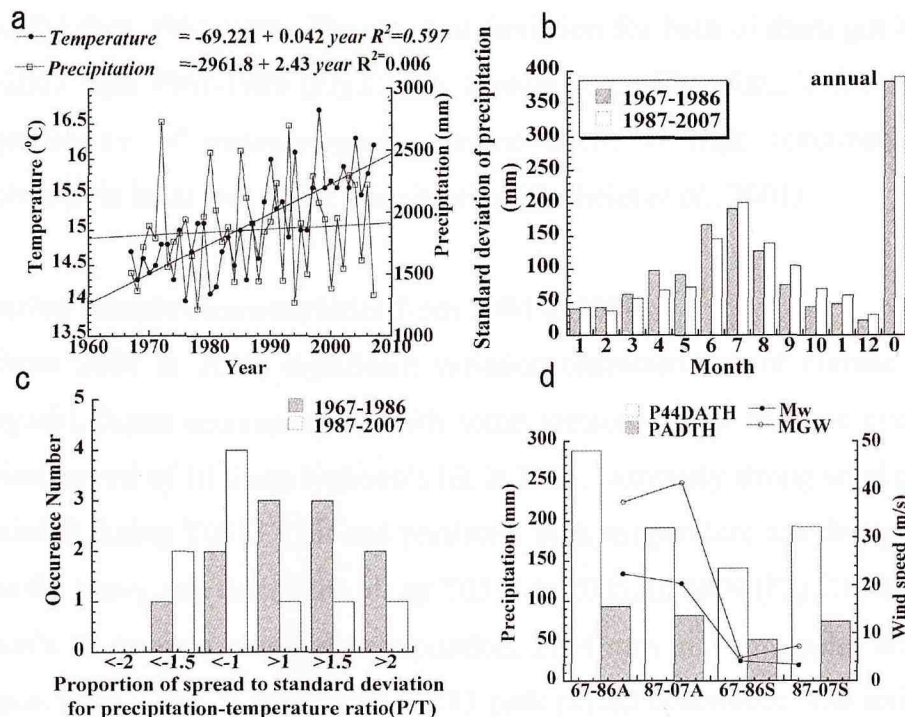 a
Temperature = -69.221 + 0.042 year R²=0.597
Precipitation =-2961.8 + 2.43 year R²=0.006
Temperature (°C)
17
16.5
16
15.5
15
14.5
14
13.5
3000
2500
2000
1500
1000
Precipitation (mm)
1960 1970 1980 1990 2000 2010
Year
b
annual
1967-1986
1987-2007
Standard deviation of precipitation (mm)
400
350
300
250
200
150
100
50
0
1 2 3 4 5 6 7 8 9 10 1 12 0
Month
c
1967-1986
1987-2007
Occurence Number
5
4
3
2
1
0
<-2 <-1.5 <-1 >1 >1.5 >2
Proportion of spread to standard deviation
for precipitation-temperature ratio(P/T)
d
P44DATH
PADTH
Mw
MGW
Precipitation (mm)
300
250
200
150
100
50
0
50
40
30
20
10
0
Wind speed (m/s)
67-86A 87-07A 67-86S 87-07S